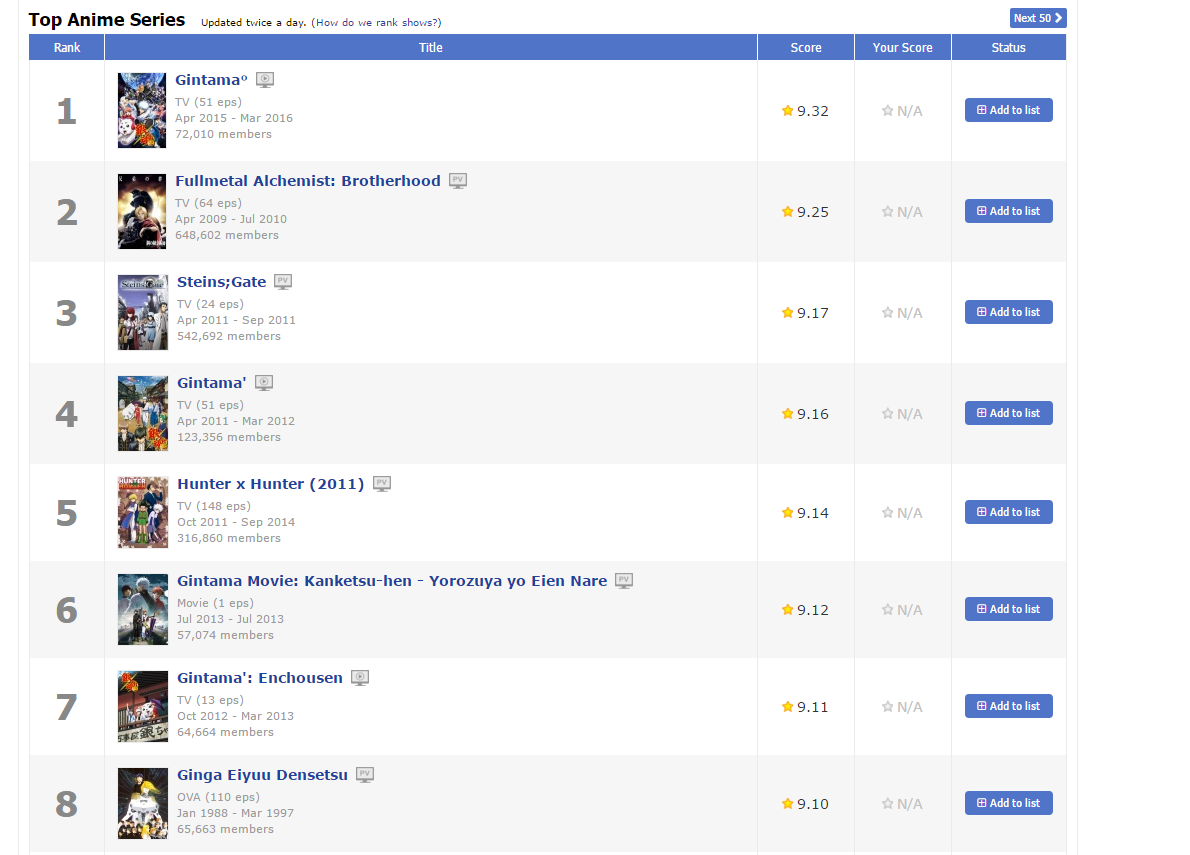 Top Anime Series Updated twice a day. (How do we rank shows?) Next 50
Rank Title Score Your Score Status
1
Gintama°
TV (51 eps)
Apr 2015 - Mar 2016
72,010 members
9.32 N/A Add to list
2
Fullmetal Alchemist: Brotherhood PV
TV (64 eps)
Apr 2009 - Jul 2010
648,602 members
9.25 N/A Add to list
3
Steins;Gate PV
TV (24 eps)
Apr 2011 - Sep 2011
542,692 members
9.17 N/A Add to list
4
Gintama'
TV (51 eps)
Apr 2011 - Mar 2012
123,356 members
9.16 N/A Add to list
5
HUNTER
Hunter x Hunter (2011) PV
TV (148 eps)
Oct 2011 - Sep 2014
316,860 members
9.14 N/A Add to list
6
Gintama Movie: Kanketsu-hen - Yorozuya yo Eien Nare PV
Movie (1 eps)
Jul 2013 - Jul 2013
57,074 members
9.12 N/A Add to list
7
Gintama': Enchousen
TV (13 eps)
Oct 2012 - Mar 2013
64,664 members
9.11 N/A Add to list
8
Ginga Eiyuu Densetsu PV
OVA (110 eps)
Jan 1988 - Mar 1997
65,663 members
9.10 N/A Add to list